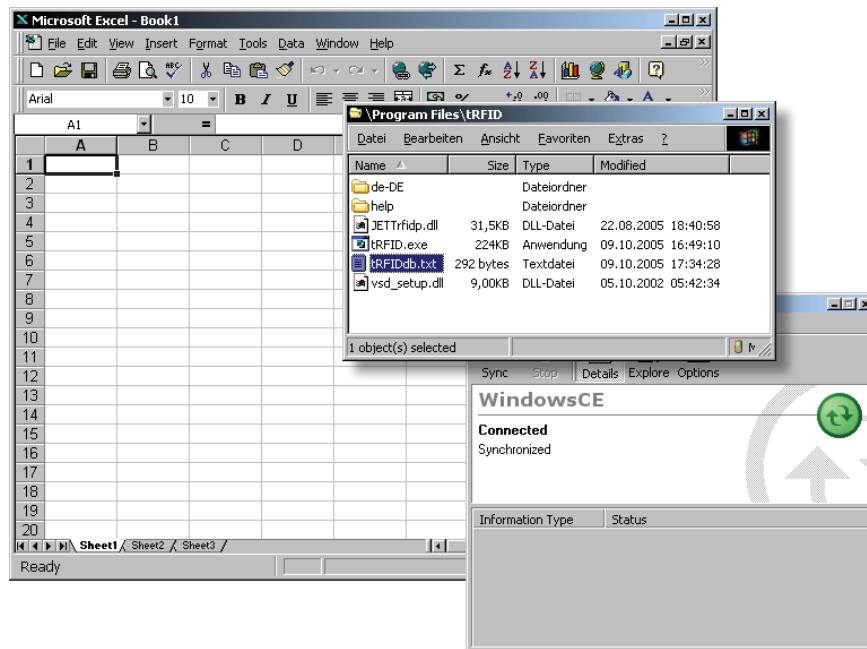 Microsoft Excel - Book1
File Edit View Insert Format Tools Data Window Help
Arial 10 B I U
A1 =
A B C D
1
2
3
4
5
6
7
8
9
10
11
12
13
14
15
16
17
18
19
20
Sheet1 Sheet2 Sheet3
Ready
\Program Files\tRFID
Datei Bearbeiten Ansicht Favoriten Extras ?
Name Size Type Modified
de-DE Dateiordner
help Dateiordner
JETTrfidp.dll 31,5KB DLL-Datei 22.08.2005 18:40:58
tRFID.exe 224KB Anwendung 09.10.2005 16:49:10
tRFIDdb.txt 292 bytes Textdatei 09.10.2005 17:34:28
vsd_setup.dll 9,00KB DLL-Datei 05.10.2002 05:42:34
1 object(s) selected
Sync Stop Details Explore Options
WindowsCE
Connected
Synchronized
Information Type Status